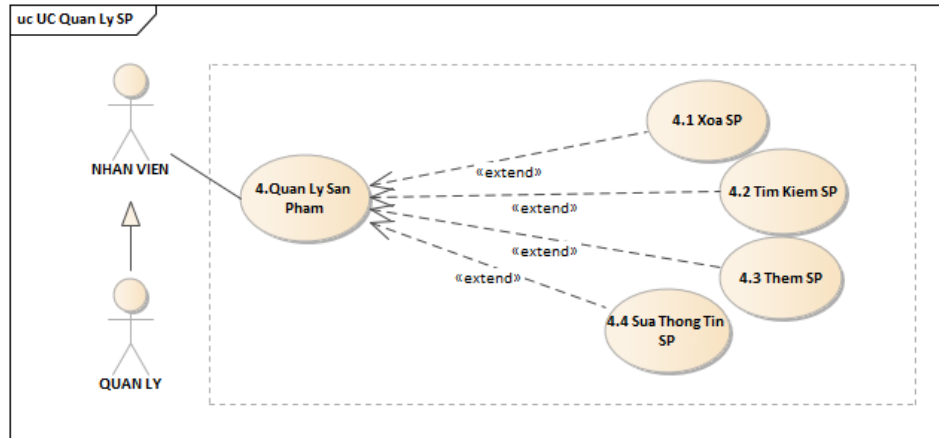 uc UC Quan Ly SP
NHAN VIEN
QUAN LY
4.Quan Ly San
Pham
«extend»
«extend»
«extend»
«extend»
4.1 Xoa SP
4.2 Tim Kiem SP
4.3 Them SP
4.4 Sua Thong Tin
SP